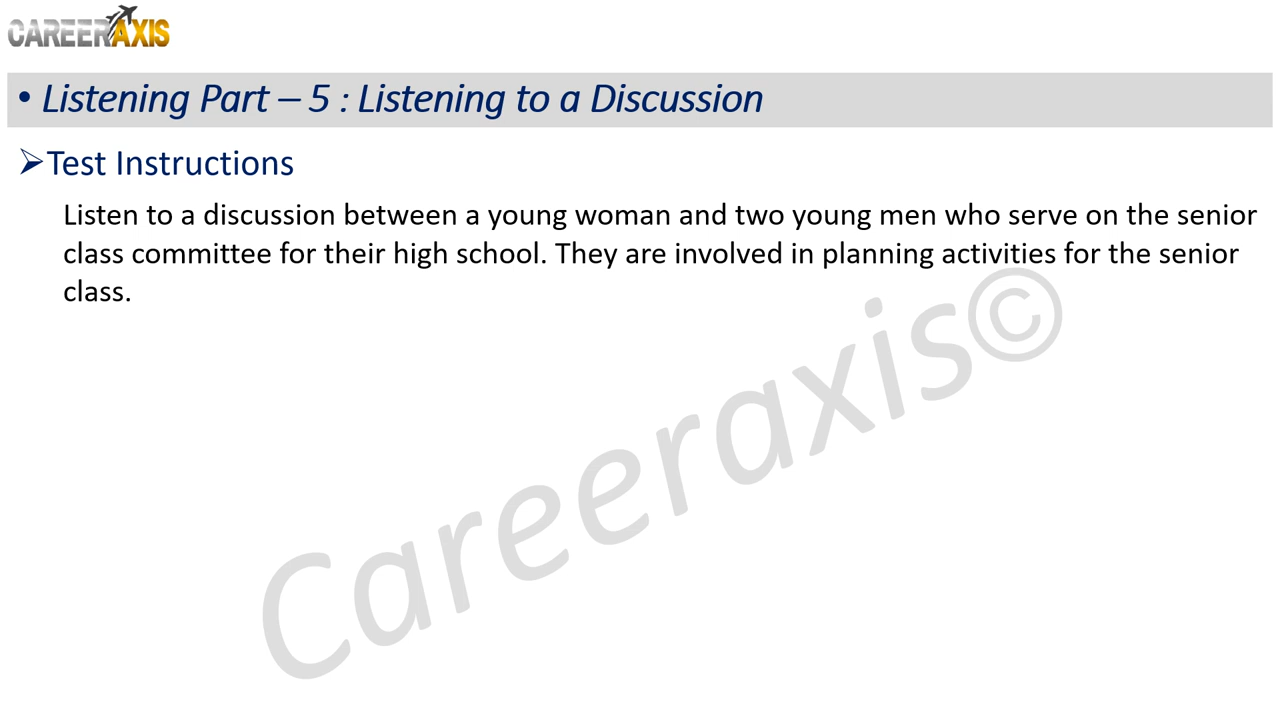 CAREERAXIS
• Listening Part – 5 : Listening to a Discussion
➢Test Instructions
Listen to a discussion between a young woman and two young men who serve on the senior
class committee for their high school. They are involved in planning activities for the senior
class.
Careeraxis©